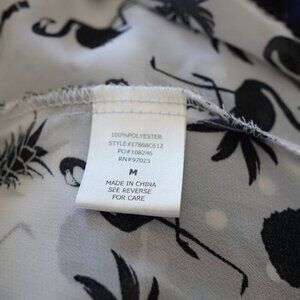 100%POLYESTER
STYLE#17868C612
PO#108246
RN#97023
M
MADE IN CHINA
SEE REVERSE
FOR CARE